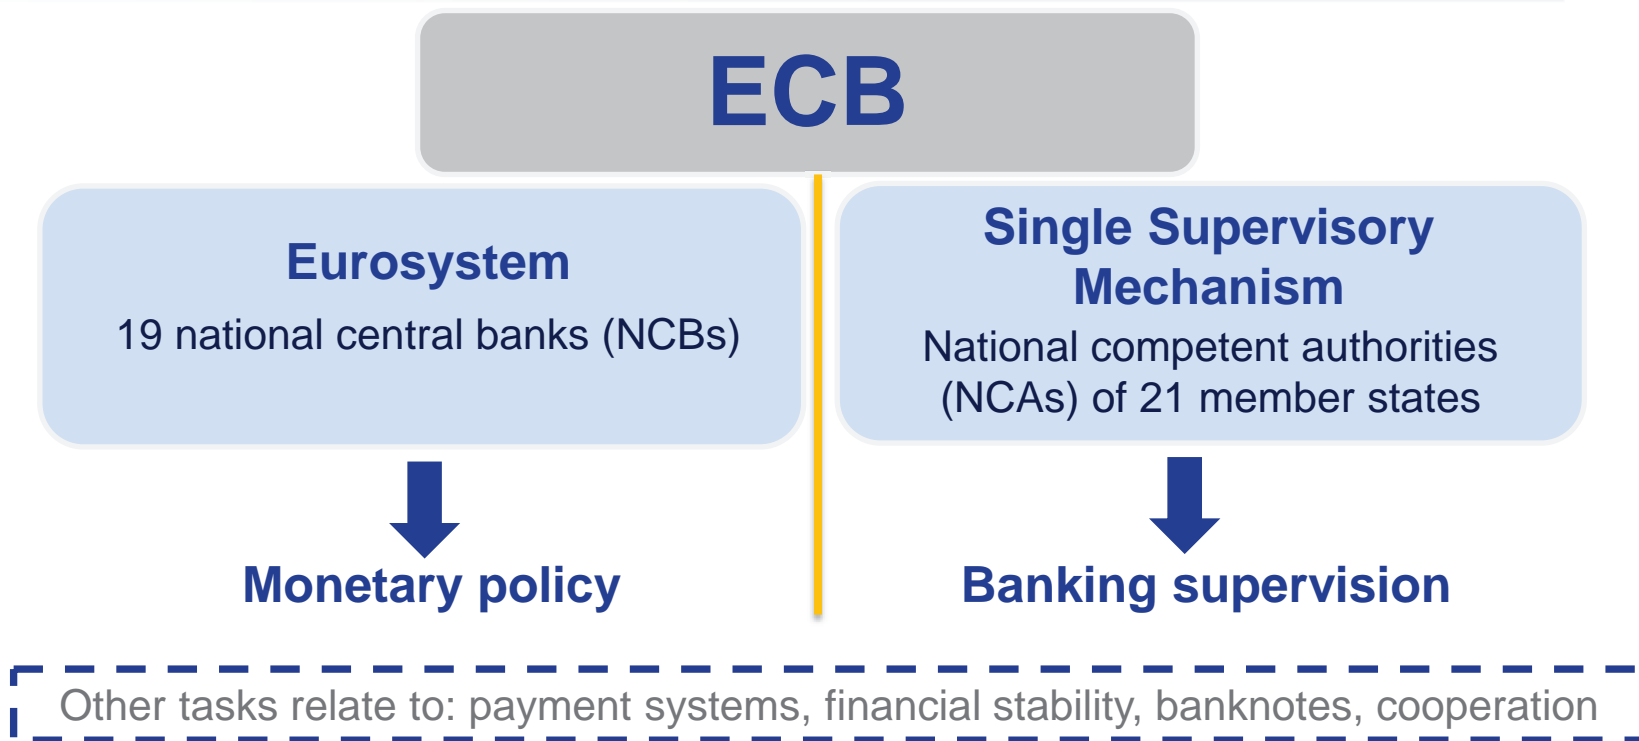 ECB
Eurosystem
19 national central banks (NCBs)
Single Supervisory
Mechanism
National competent authorities
(NCAs) of 21 member states
Monetary policy
Banking supervision
Other tasks relate to: payment systems, financial stability, banknotes, cooperation